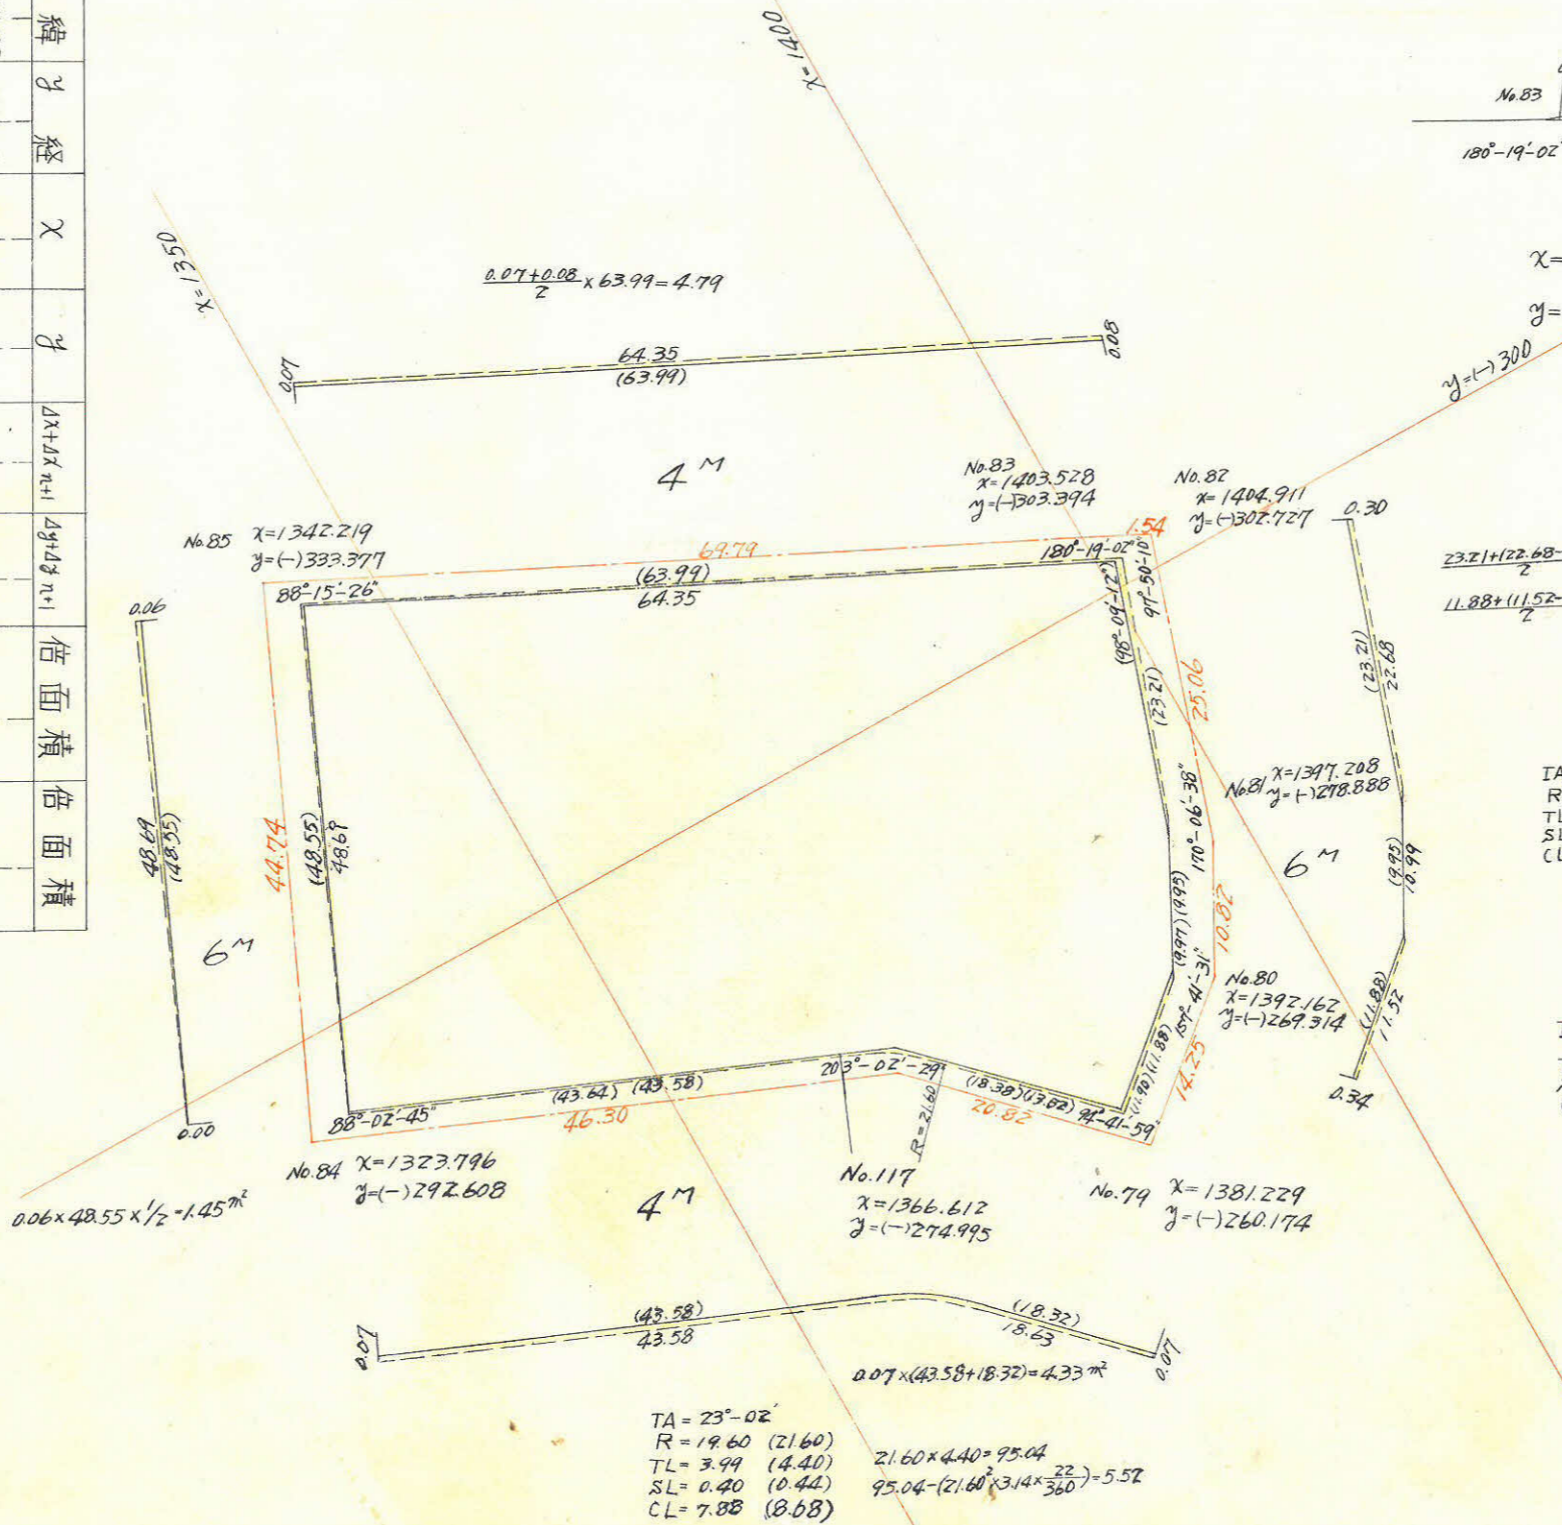 緯
y
経
x
y
Δx+Δx n+1
Δy+Δy n+1
倍面積
倍面積
x=1400
No.83
180°-19'-02"
x=1350
0.07+0.08/2 × 63.99=4.79
x=
y=
y=(-)300
0.07
64.35
(63.99)
0.08
4M
No.83
x=1403.528
y=(-)303.394
No.82
x=1404.911
y=(-)302.727
0.30
No.85 x=1342.219
y=(-)333.377
69.79
1.54
180°-19'-02"
97°-50'-10"
(98°-09'-12")
88°-15'-26"
(63.99)
64.35
23.21+(22.68-
2
11.88+(11.52-
2
0.06
48.69
(48.55)
0.00
44.74
(48.55)
48.69
(23.21)
25.06
(23.21)
22.68
No.81 x=1397.208
y=(-)278.888
170°-06'-38"
6M
(9.95)
10.99
TA
R
TL
SL
CL
6M
(9.97)(9.95)
10.82
157°-41'-31"
No.80
x=1392.162
y=(-)269.314
(11.88)
11.52
0.34
(11.90)(11.88)
14.25
203°-02'-29"
R=21.60
(43.64) (43.58)
46.30
(18.38)(13.82)
20.82
94°-41'-59"
88°-02'-45"
No.84 x=1323.796
y=(-)292.608
0.06×48.55×1/2=1.45m²
4M
No.117
x=1366.612
y=(-)274.995
No.79 x=1381.229
y=(-)260.174
0.07
(43.58)
43.58
(18.32)
18.63
0.07
0.07×(43.58+18.32)=4.33m²
TA=23°-02'
R=19.60 (21.60)
TL=3.99 (4.40)
SL=0.40 (0.44)
CL=7.88 (8.68)
21.60×4.40=95.04
95.04-(21.60²×3.14×22/360)=5.52